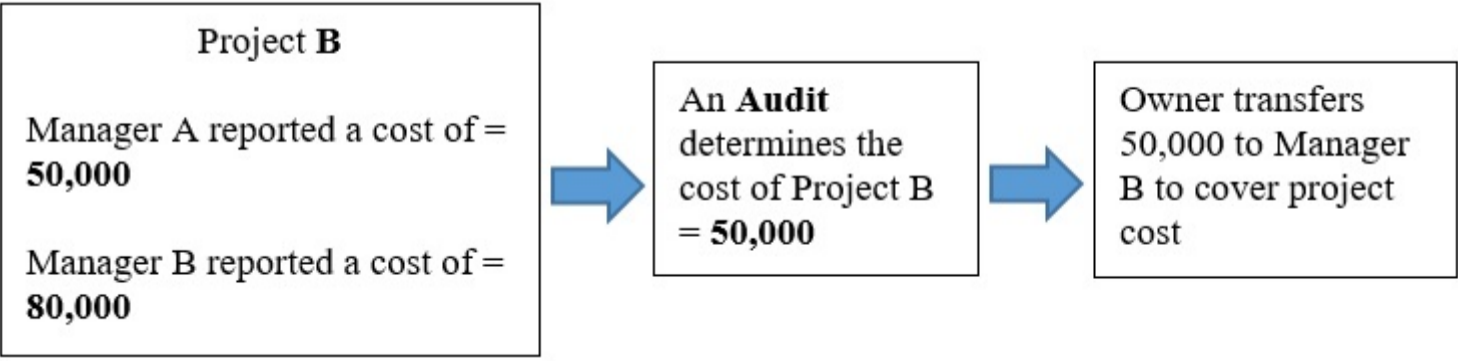 Project B
Manager A reported a cost of =
50,000
Manager B reported a cost of =
80,000
An Audit
determines the
cost of Project B
= 50,000
Owner transfers
50,000 to Manager
B to cover project
cost